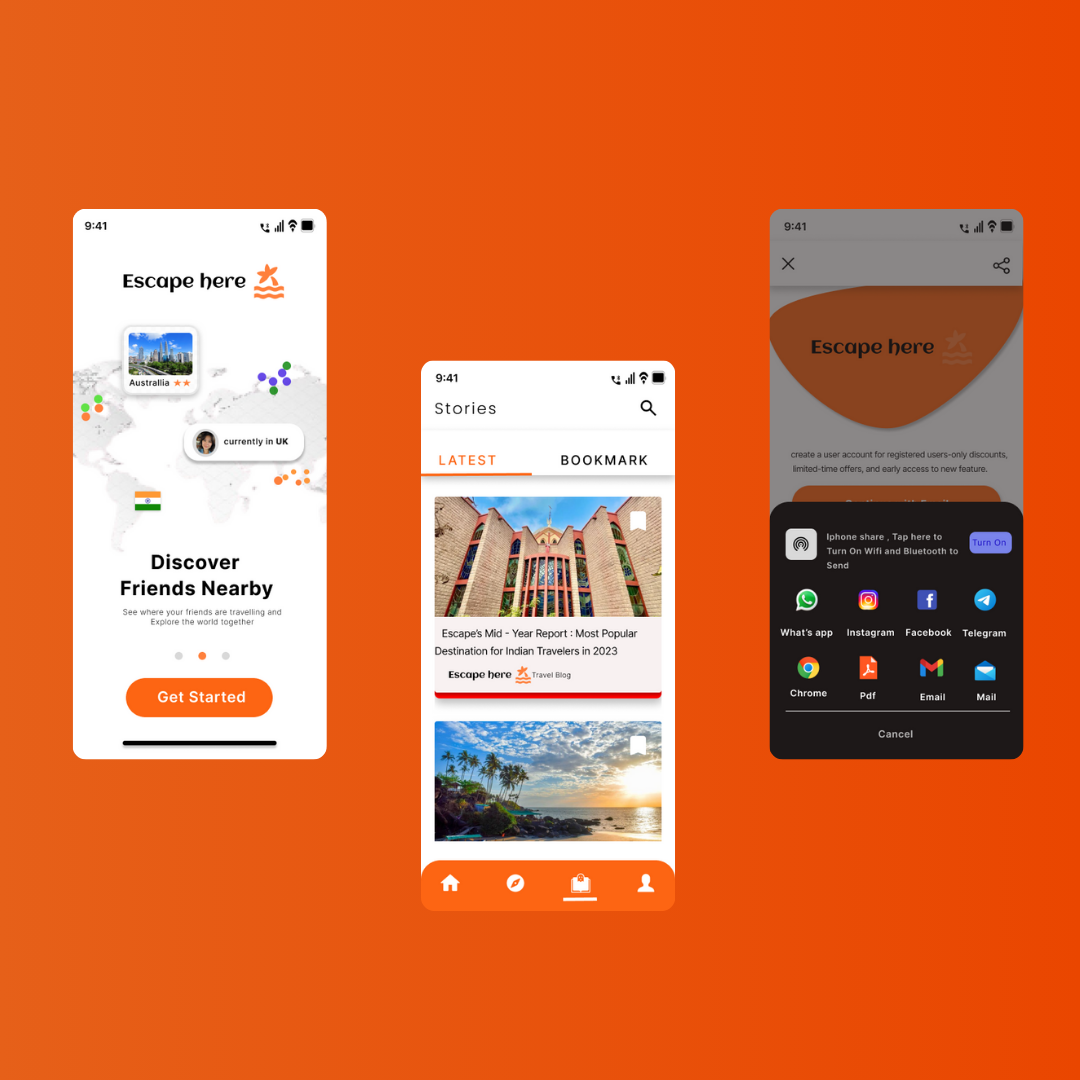 9:41
Escape here
Australlia
currently in UK
Discover
Friends Nearby
See where your friends are travelling and
Explore the world together
Get Started
9:41
Stories
LATEST
BOOKMARK
Escape's Mid - Year Report : Most Popular
Destination for Indian Travelers in 2023
Escape here Travel Blog
9:41
Escape here
create a user account for registered users-only discounts,
limited-time offers, and early access to new feature.
Continue with Email
Iphone share , Tap here to
Turn On Wifi and Bluetooth to
Send
Turn On
What's app
Instagram
Facebook
Telegram
Chrome
Pdf
Email
Mail
Cancel